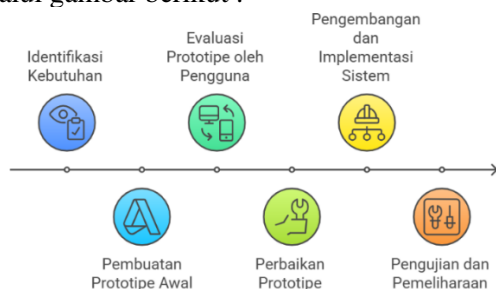 gambar berikut :
Identifikasi
Kebutuhan
Pembuatan
Prototipe Awal
Evaluasi
Prototipe oleh
Pengguna
Perbaikan
Prototipe
Pengembangan
dan
Implementasi
Sistem
Pengujian dan
Pemeliharaan